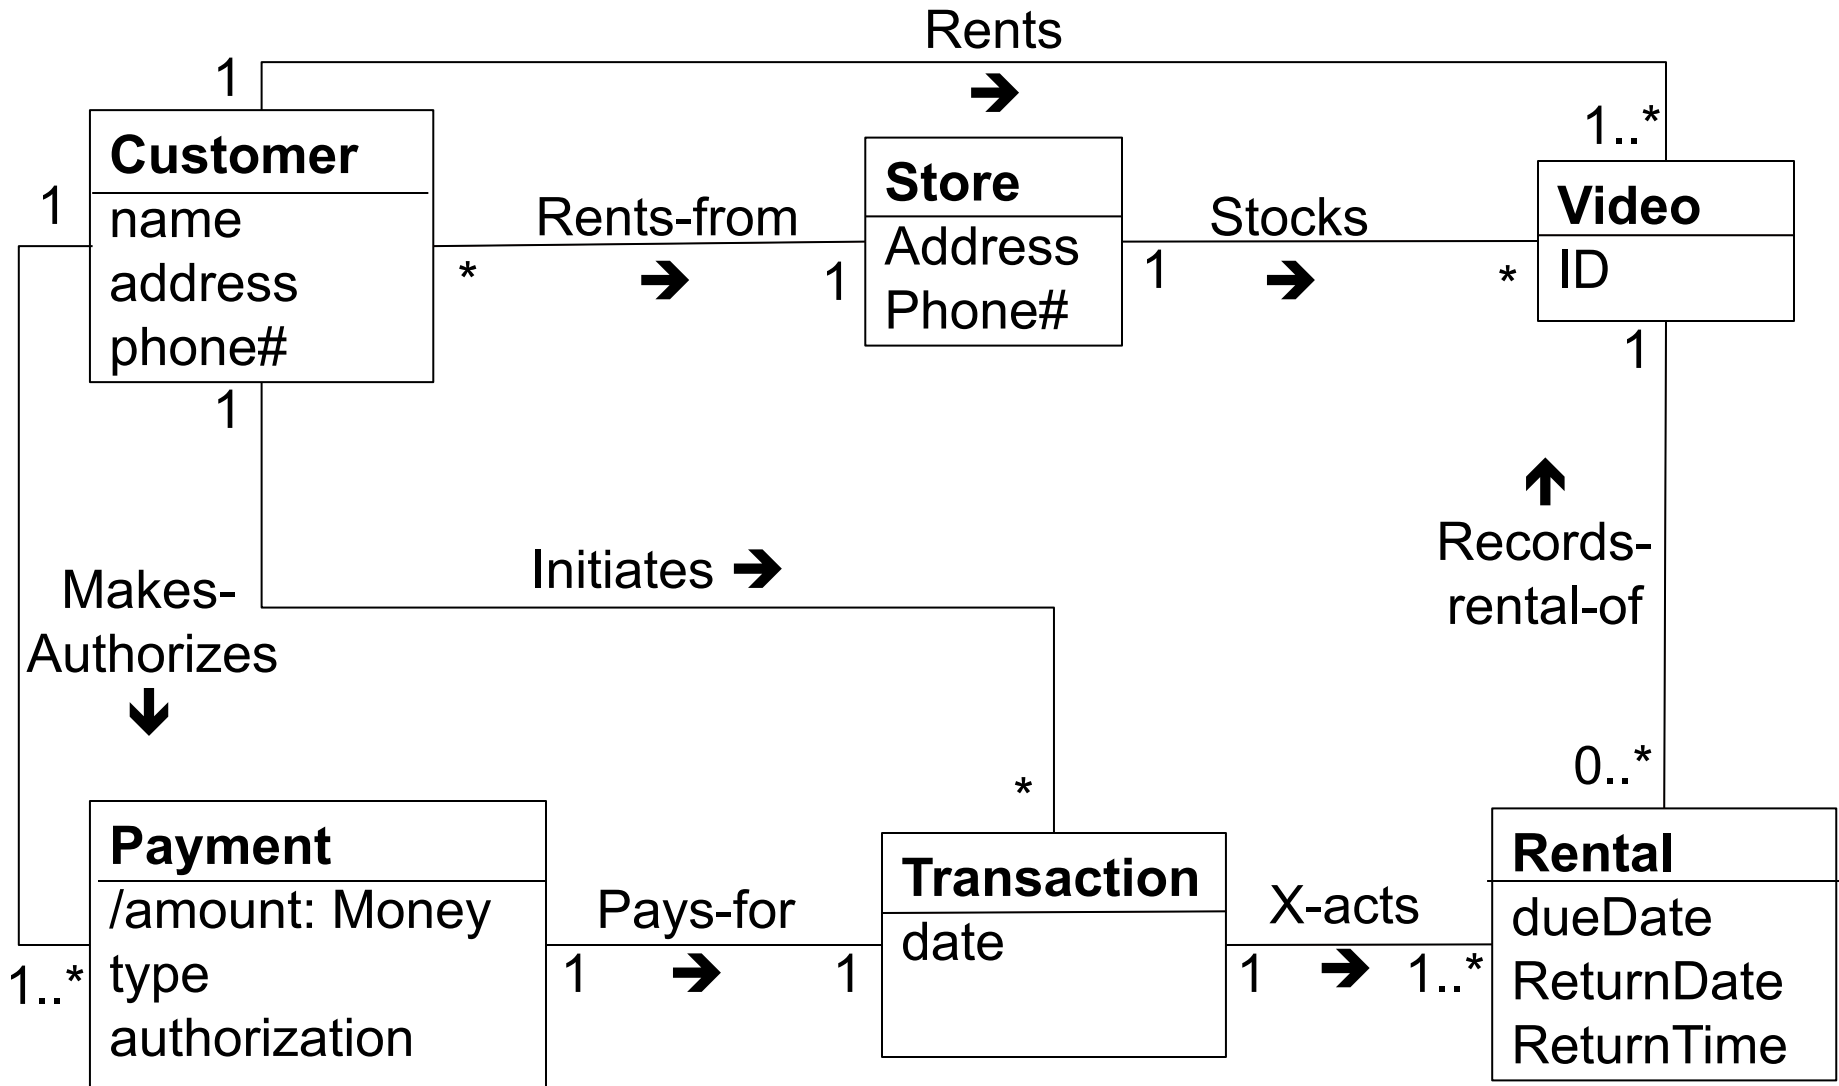 Rents
1
1..*
Customer
name
address
phone#
1
Rents-from
*
1
Store
Address
Phone#
Stocks
1
*
Video
ID
1
1
Initiates
Makes-
Authorizes
Records-
rental-of
*
0..*
Payment
/amount: Money
type
authorization
1..*
Pays-for
1
1
Transaction
date
X-acts
1
1..*
Rental
dueDate
ReturnDate
ReturnTime